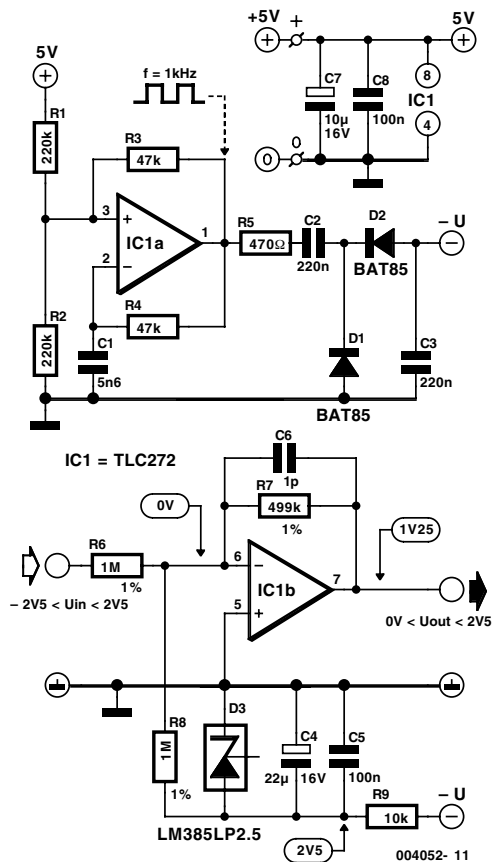 5V
R1
220k
R2
220k
f = 1kHz
R3
47k
3
+
IC1a
1
2
−
R4
47k
C1
5n6
R5
470Ω
C2
220n
D2
BAT85
− U
−
D1
BAT85
C3
220n
+5V
+
+
5V
+
C7
10µ
16V
C8
100n
8
IC1
4
0
0
IC1 = TLC272
0V
C6
1p
R7
499k
1%
R6
1M
1%
− 2V5 < Uin < 2V5
6
−
IC1b
7
5
+
1V25
0V < Uout < 2V5
R8
1M
1%
D3
LM385LP2.5
C4
22µ
16V
C5
100n
2V5
R9
10k
− U
−
004052- 11